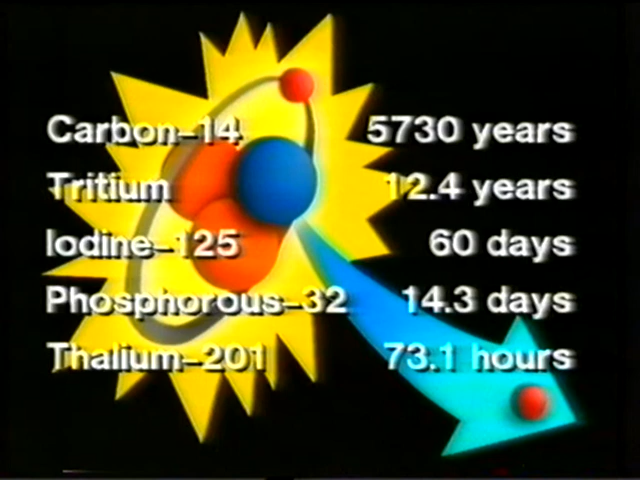 Carbon-14 5730 years
Tritium 12.4 years
Iodine-125 60 days
Phosphorous-32 14.3 days
Thalium-201 73.1 hours